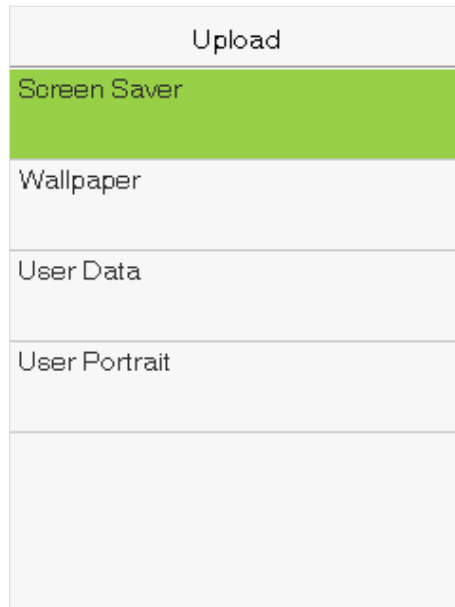 Upload
Screen Saver
Wallpaper
User Data
User Portrait